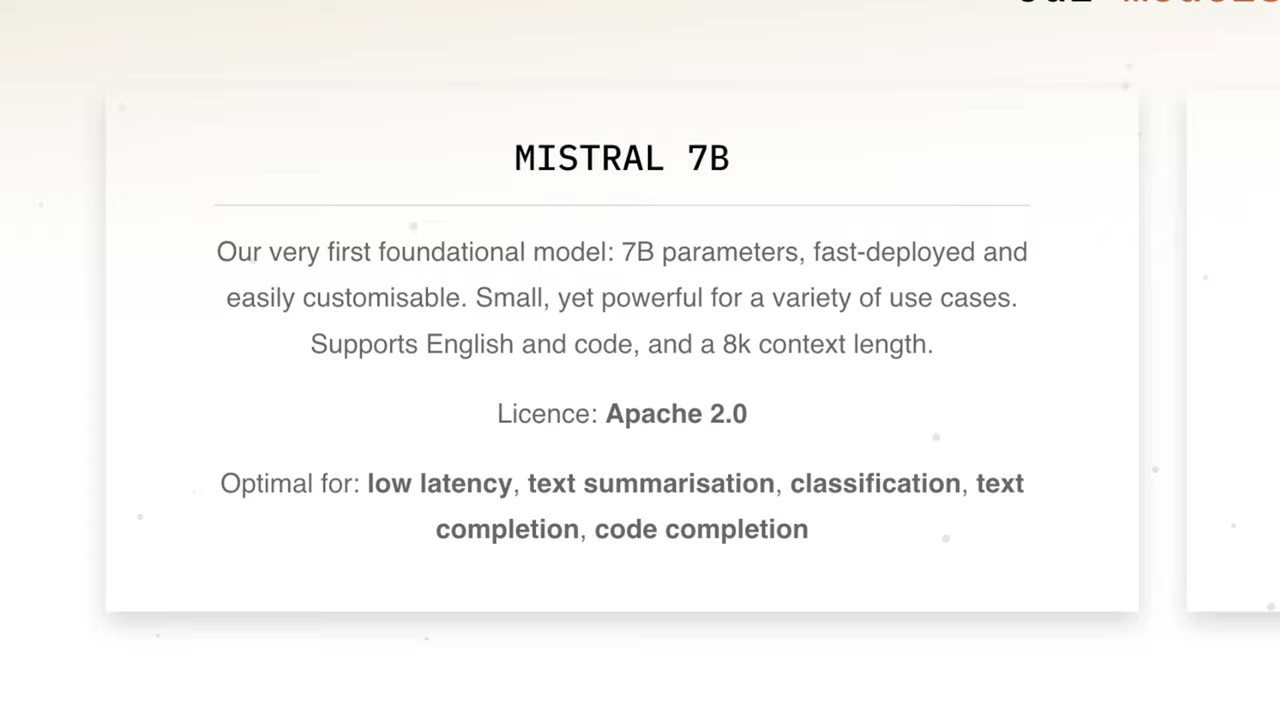 MISTRAL 7B
Our very first foundational model: 7B parameters, fast-deployed and
easily customisable. Small, yet powerful for a variety of use cases.
Supports English and code, and a 8k context length.
Licence: Apache 2.0
Optimal for: low latency, text summarisation, classification, text
completion, code completion